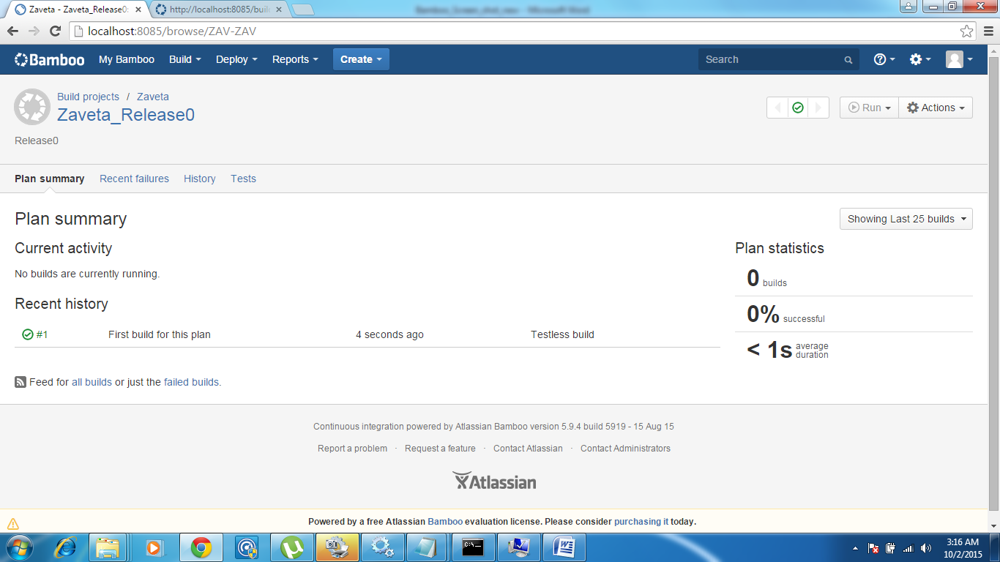 Zaveta - Zaveta_Release0:
http://localhost:8085/build
Bamboo_Screen_shot_new - Microsoft Word
localhost:8085/browse/ZAV-ZAV
Bamboo My Bamboo Build Deploy Reports Create Search
Build projects / Zaveta
Zaveta_Release0
Run Actions
Release0
Plan summary Recent failures History Tests
Plan summary
Showing Last 25 builds
Current activity
Plan statistics
No builds are currently running.
0 builds
Recent history
0% successful
#1 First build for this plan 4 seconds ago Testless build
< 1s average duration
Feed for all builds or just the failed builds.
Continuous integration powered by Atlassian Bamboo version 5.9.4 build 5919 - 15 Aug 15
Report a problem · Request a feature · Contact Atlassian · Contact Administrators
Atlassian
Powered by a free Atlassian Bamboo evaluation license. Please consider purchasing it today.
C:\_
3:16 AM
10/2/2015